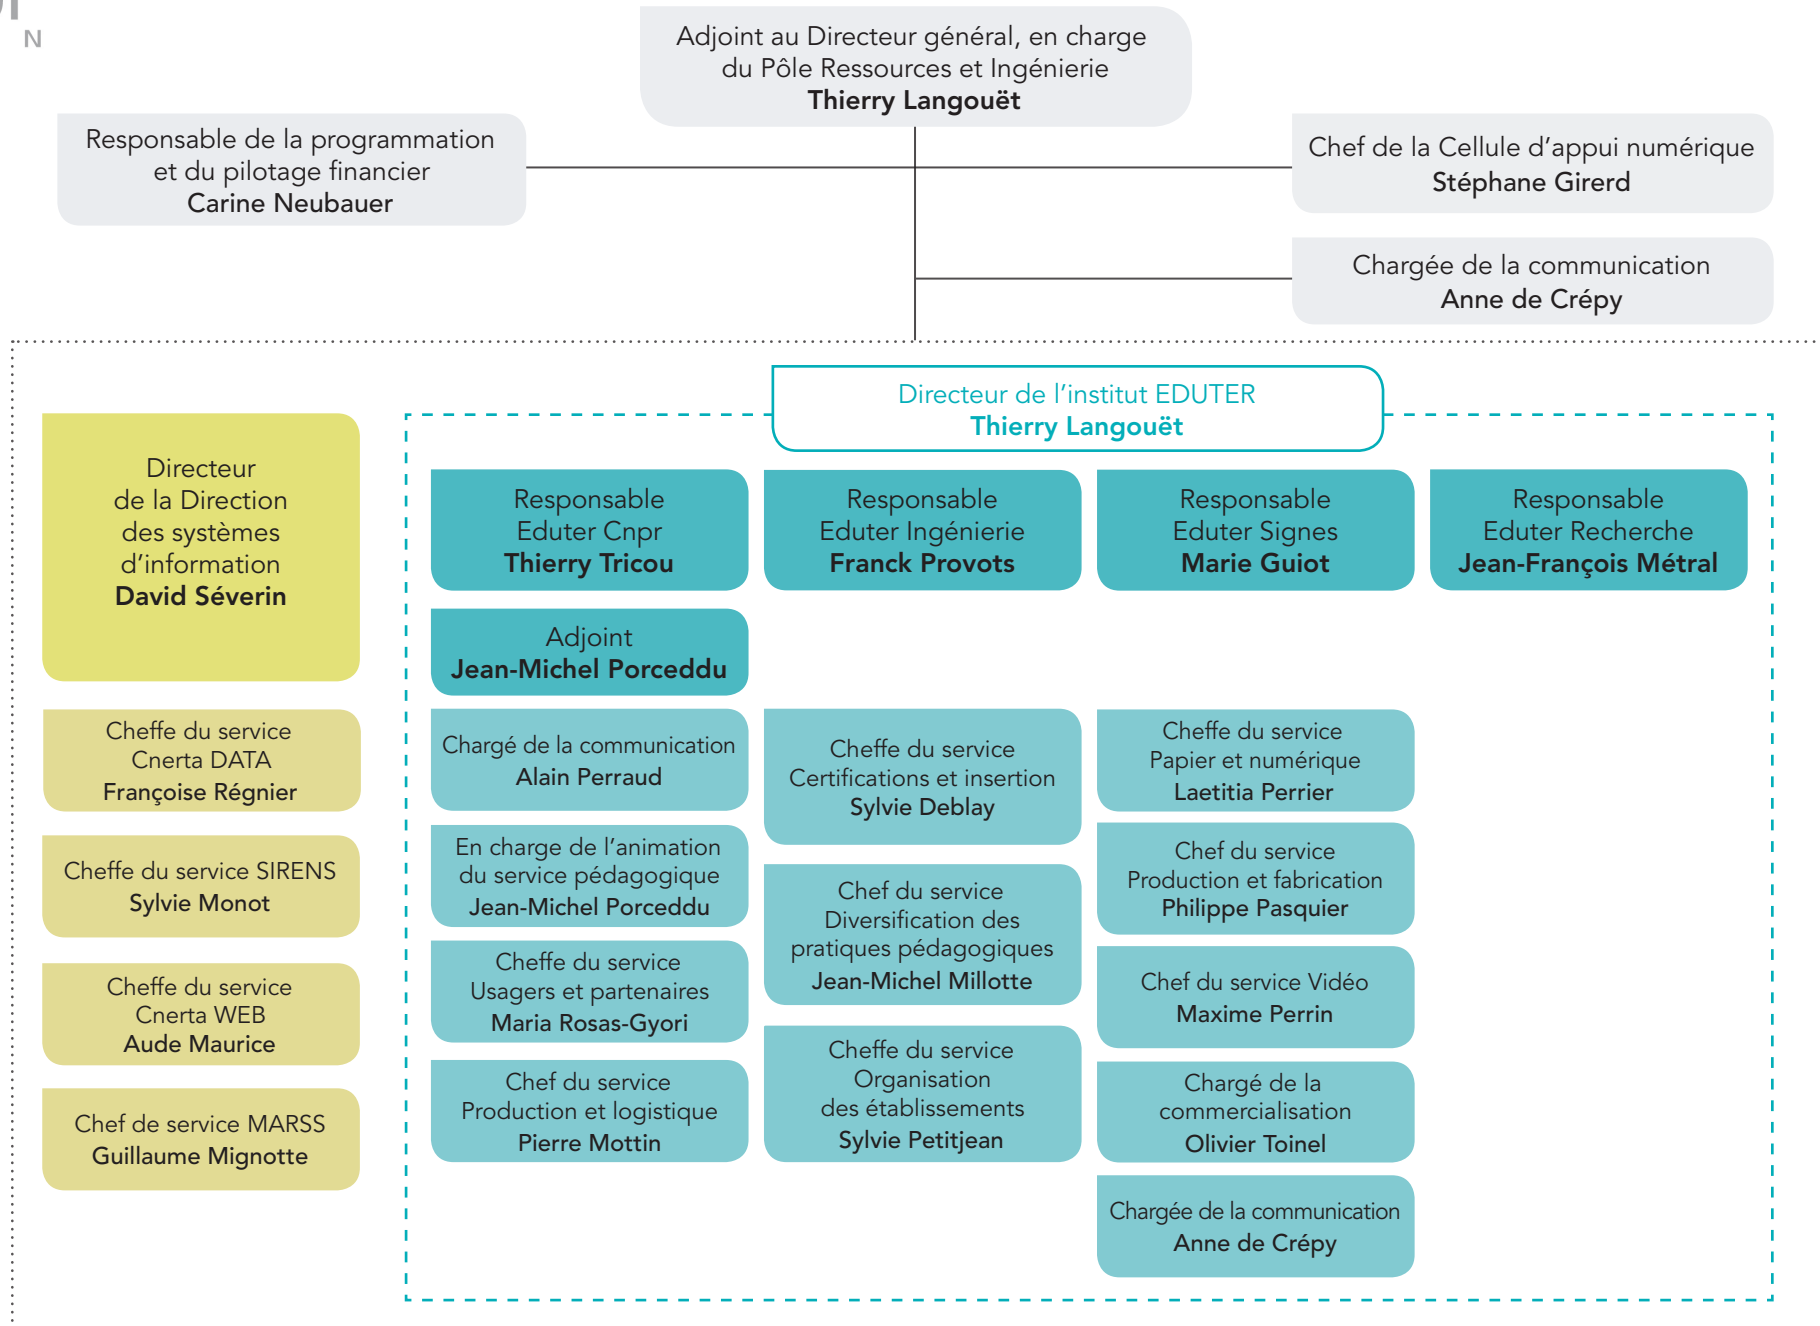 N
Adjoint au Directeur général, en charge
du Pôle Ressources et Ingénierie
Thierry Langouët
Responsable de la programmation
et du pilotage financier
Carine Neubauer
Chef de la Cellule d'appui numérique
Stéphane Girerd
Chargée de la communication
Anne de Crépy
Directeur de l'institut EDUTER
Thierry Langouët
Directeur
de la Direction
des systèmes
d'information
David Séverin
Cheffe du service
Cnerta DATA
Françoise Régnier
Cheffe du service SIRENS
Sylvie Monot
Cheffe du service
Cnerta WEB
Aude Maurice
Chef de service MARSS
Guillaume Mignotte
Responsable
Eduter Cnpr
Thierry Tricou
Adjoint
Jean-Michel Porceddu
Chargé de la communication
Alain Perraud
En charge de l'animation
du service pédagogique
Jean-Michel Porceddu
Cheffe du service
Usagers et partenaires
Maria Rosas-Gyori
Chef du service
Production et logistique
Pierre Mottin
Responsable
Eduter Ingénierie
Franck Provots
Cheffe du service
Certifications et insertion
Sylvie Deblay
Chef du service
Diversification des
pratiques pédagogiques
Jean-Michel Millotte
Cheffe du service
Organisation
des établissements
Sylvie Petitjean
Responsable
Eduter Signes
Marie Guiot
Cheffe du service
Papier et numérique
Laetitia Perrier
Chef du service
Production et fabrication
Philippe Pasquier
Chef du service Vidéo
Maxime Perrin
Chargé de la
commercialisation
Olivier Toinel
Chargée de la communication
Anne de Crépy
Responsable
Eduter Recherche
Jean-François Métral